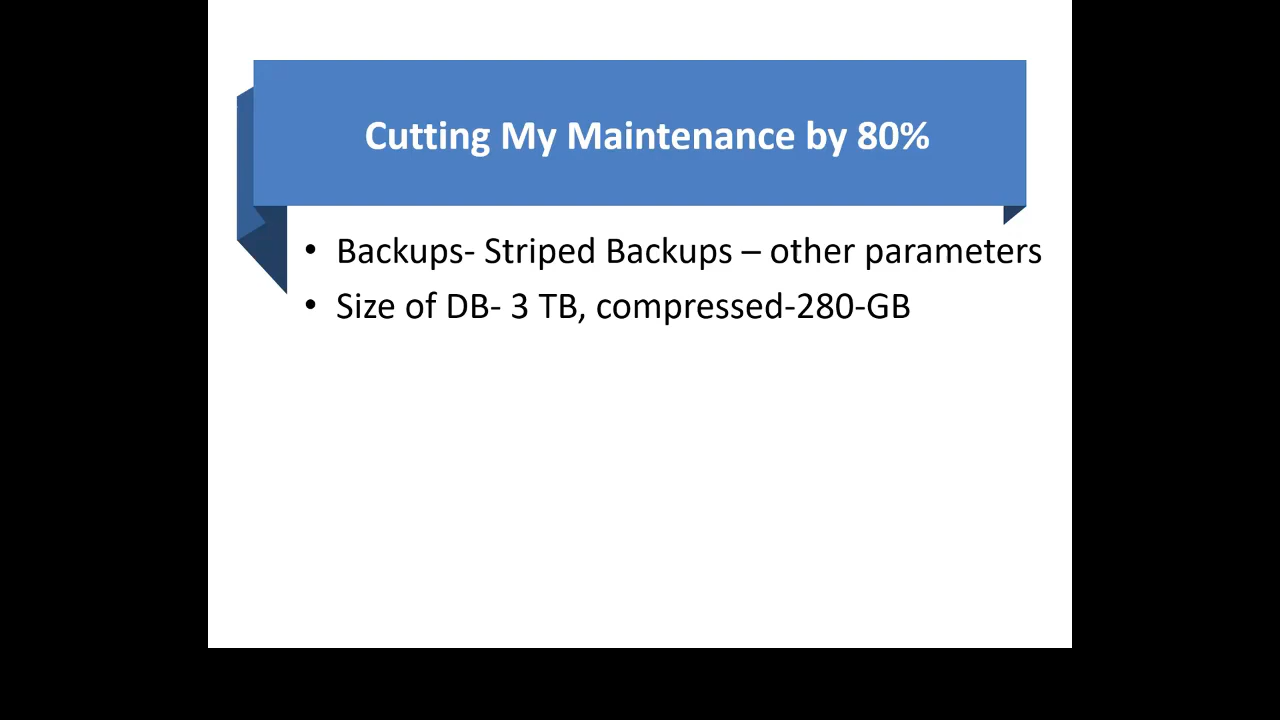 Cutting My Maintenance by 80%
• Backups- Striped Backups – other parameters
• Size of DB- 3 TB, compressed-280-GB